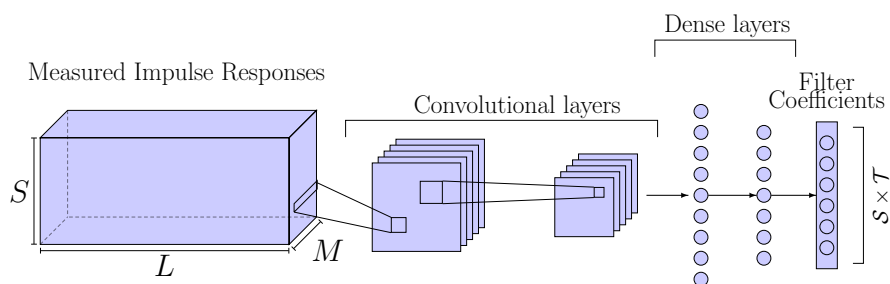 Dense layers
Measured Impulse Responses
Filter
Coefficients
Convolutional layers
S
L
M
𝒮 × 𝒯